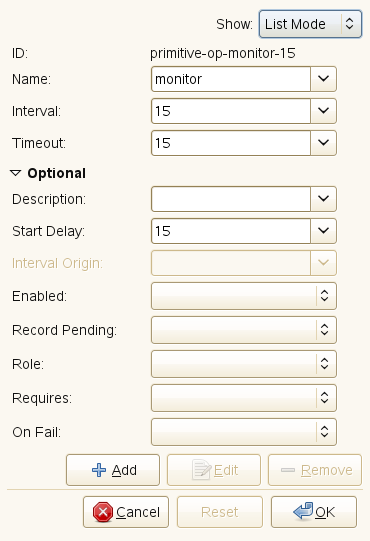 Show: List Mode
ID: primitive-op-monitor-15
Name: monitor
Interval: 15
Timeout: 15
Optional
Description:
Start Delay: 15
Interval Origin:
Enabled:
Record Pending:
Role:
Requires:
On Fail:
Add Edit Remove
Cancel Reset OK